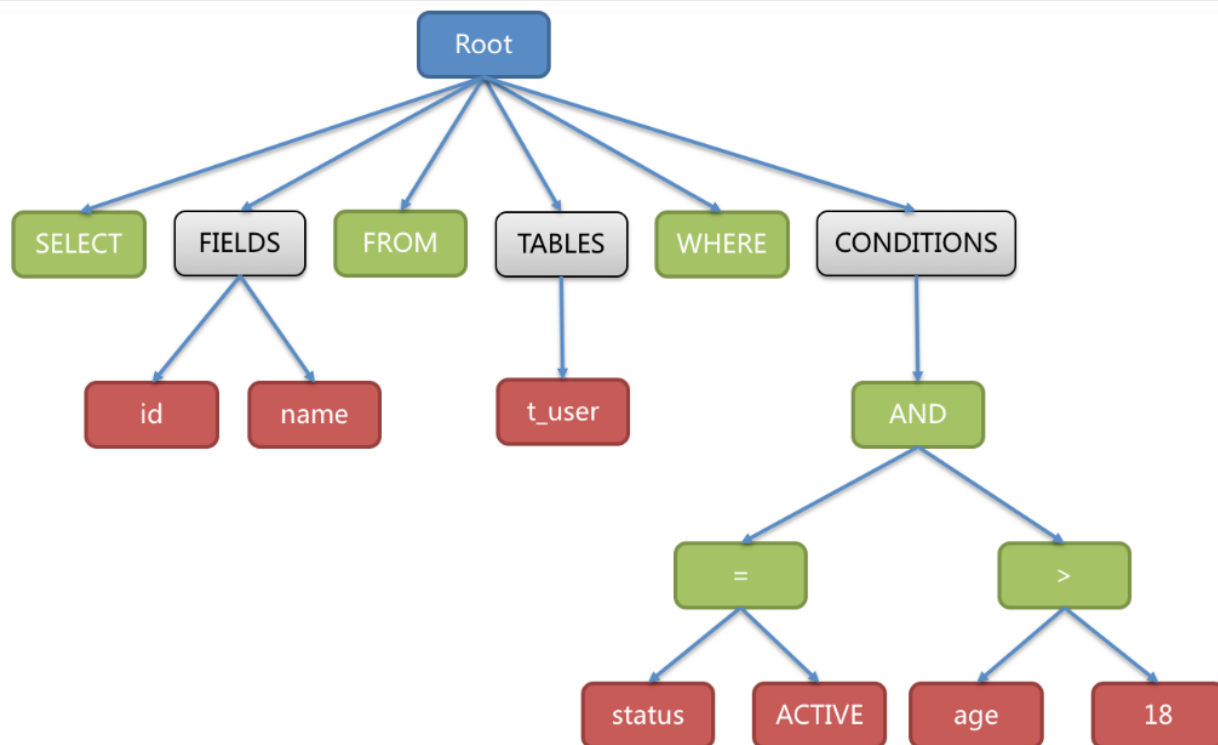 Root
SELECT FIELDS FROM TABLES WHERE CONDITIONS
id name t_user AND
= >
status ACTIVE age 18